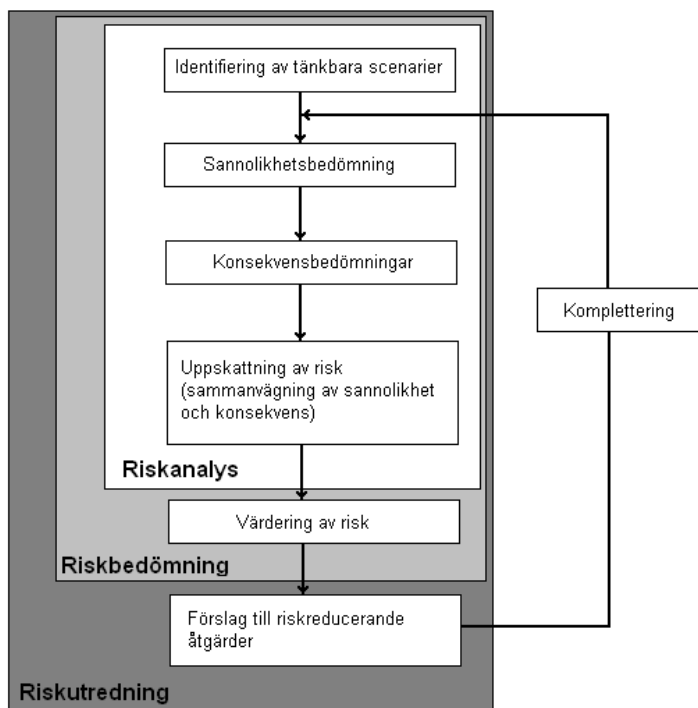 Identifiering av tänkbara scenarier
Sannolikhetsbedömning
Konsekvensbedömningar
Komplettering
Uppskattning av risk
(sammanvägning av sannolikhet
och konsekvens)
Riskanalys
Värdering av risk
Riskbedömning
Förslag till riskreducerande
åtgärder
Riskutredning